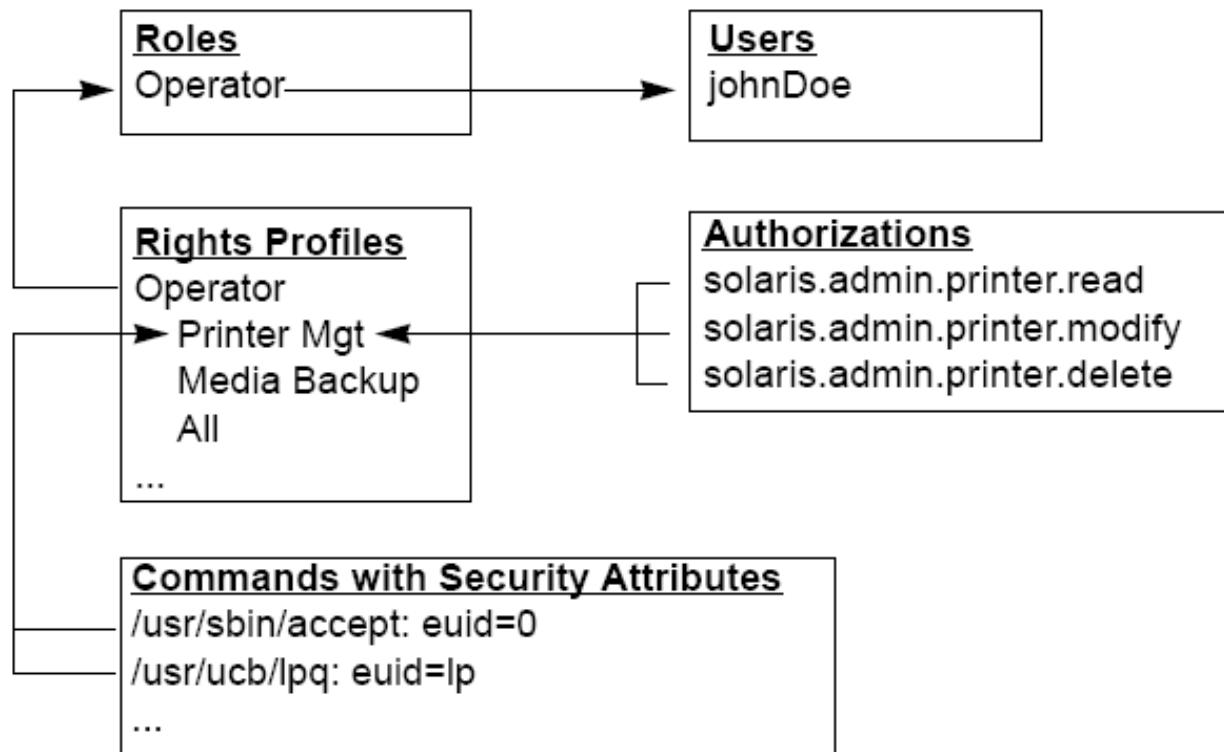 Roles
Operator
Users
johnDoe
Rights Profiles
Operator
Printer Mgt
Media Backup
All
...
Authorizations
solaris.admin.printer.read
solaris.admin.printer.modify
solaris.admin.printer.delete
Commands with Security Attributes
/usr/sbin/accept: euid=0
/usr/ucb/lpq: euid=lp
...